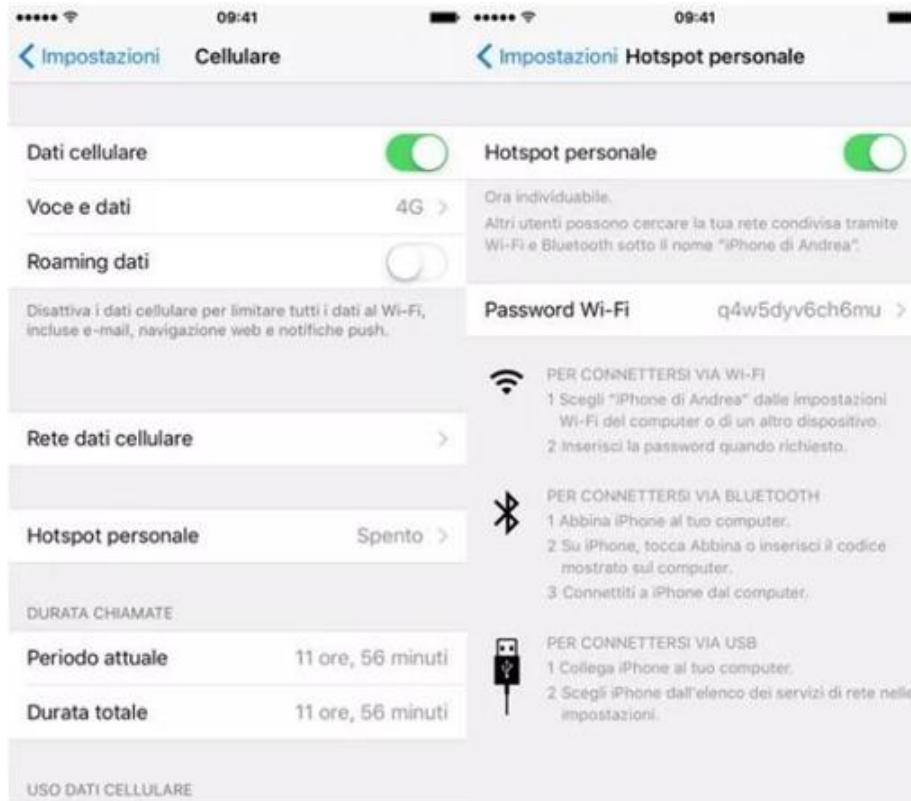 09:41
Impostazioni Cellulare
Dati cellulare
Voce e dati 4G
Roaming dati
Disattiva i dati cellulare per limitare tutti i dati al Wi-Fi,
incluse e-mail, navigazione web e notifiche push.
Rete dati cellulare
Hotspot personale Spento
DURATA CHIAMATE
Periodo attuale 11 ore, 56 minuti
Durata totale 11 ore, 56 minuti
USO DATI CELLULARE
09:41
Impostazioni Hotspot personale
Hotspot personale
Ora individuabile.
Altri utenti possono cercare la tua rete condivisa tramite
Wi-Fi e Bluetooth sotto il nome "iPhone di Andrea".
Password Wi-Fi q4w5dyv6ch6mu
PER CONNETTERSI VIA WI-FI
1 Scegli "iPhone di Andrea" dalle impostazioni
Wi-Fi del computer o di un altro dispositivo.
2 Inserisci la password quando richiesto.
PER CONNETTERSI VIA BLUETOOTH
1 Abbina iPhone al tuo computer.
2 Su iPhone, tocca Abbina o inserisci il codice
mostrato sul computer.
3 Connettiti a iPhone dal computer.
PER CONNETTERSI VIA USB
1 Collega iPhone al tuo computer.
2 Scegli iPhone dall'elenco dei servizi di rete nelle
impostazioni.